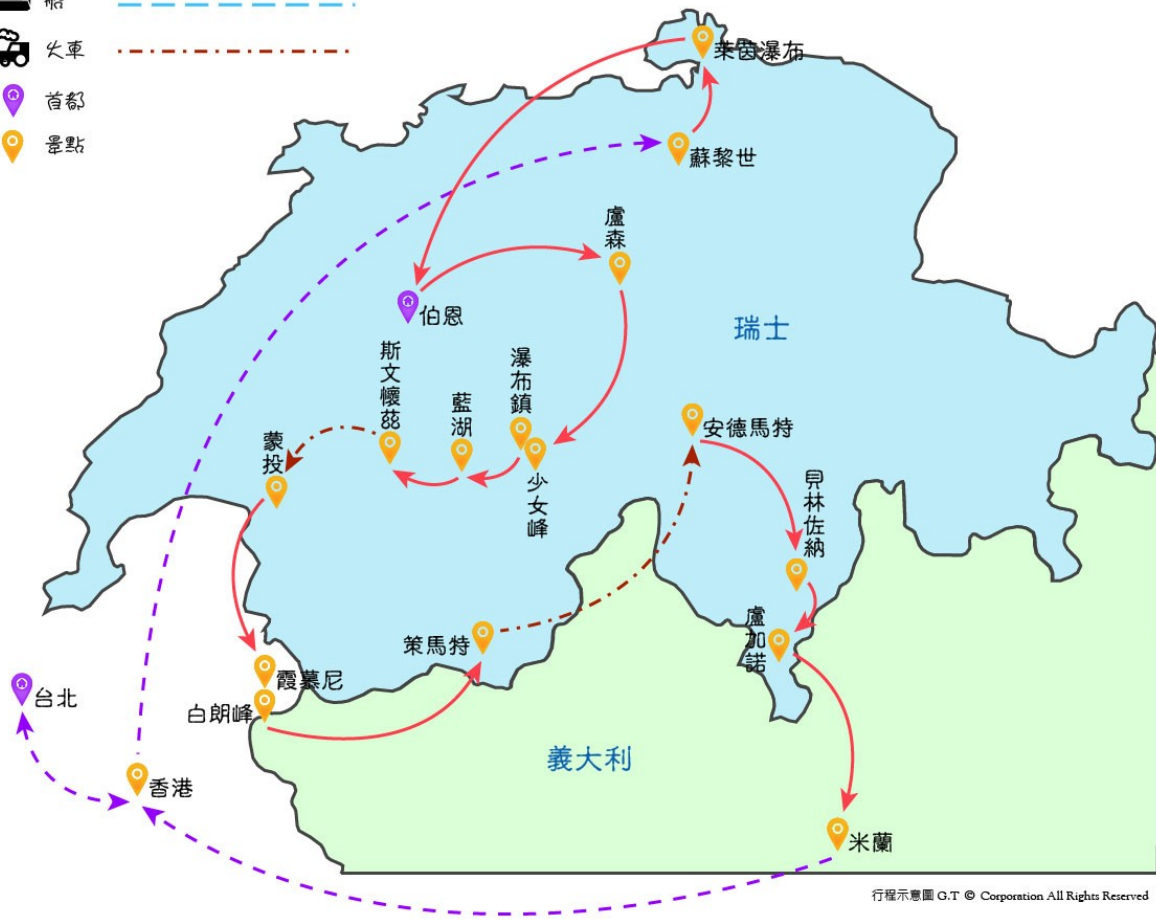 船
火車
首都
景點
萊茵瀑布
蘇黎世
盧森
伯恩
瑞士
斯文懷茲
藍湖
瀑布鎮
少女峰
蒙投
安德馬特
貝林佐納
盧加諾
策馬特
霞慕尼
白朗峰
台北
香港
義大利
米蘭
行程示意圖 G.T © Corporation All Rights Reserved